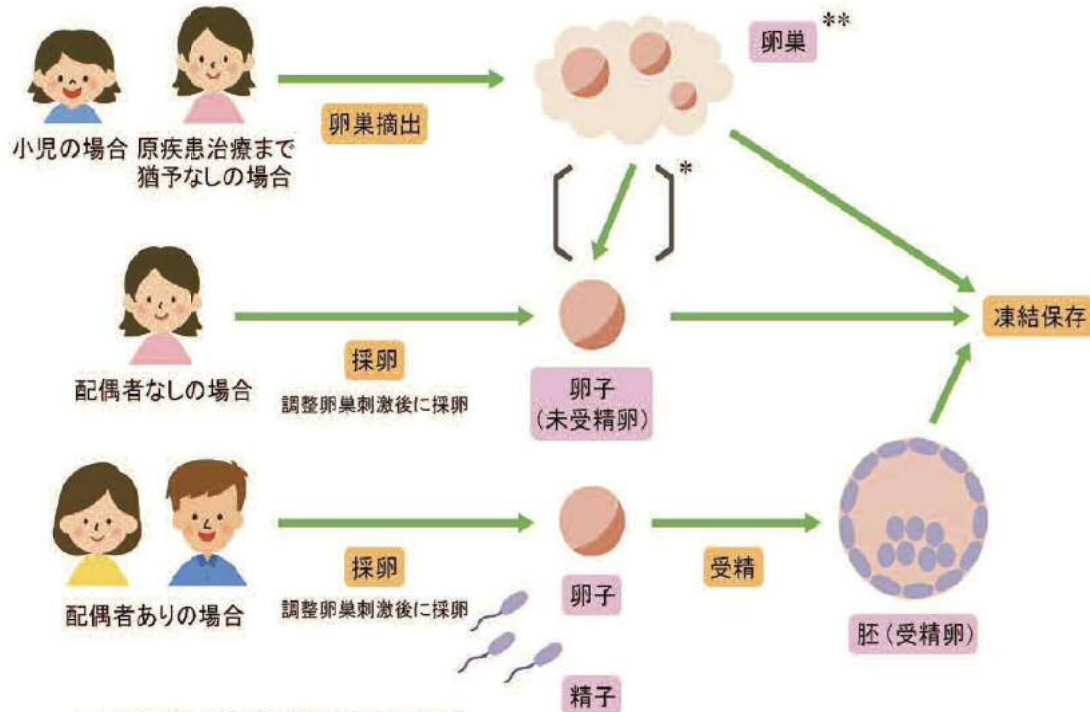 卵巣 **
卵巣摘出
小児の場合
原疾患治療まで
猶予なしの場合
*
凍結保存
採卵
配偶者なしの場合
調整卵巣刺激後に採卵
卵子
(未受精卵)
採卵
受精
配偶者ありの場合
調整卵巣刺激後に採卵
卵子
胚(受精卵)
精子